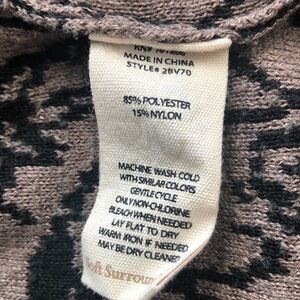 MADE IN CHINA
STYLE# 2BV70
85% POLYESTER
15% NYLON
MACHINE WASH COLD
WITH SIMILAR COLORS
GENTLE CYCLE
ONLY NON-CHLORINE
BLEACH WHEN NEEDED
LAY FLAT TO DRY
WARM IRON IF NEEDED
MAY BE DRY CLEANED
Soft Surrou